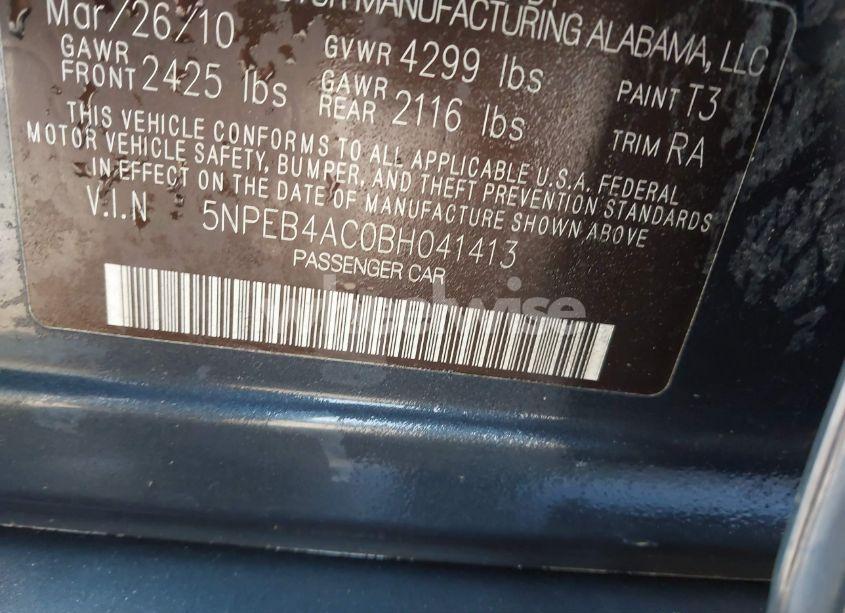 MANUFACTURING ALABAMA, LLC
Mar/26/10 GVWR 4299 lbs PAINT T3
GAWR FRONT 2425 lbs GAWR REAR 2116 lbs TRIM RA
THIS VEHICLE CONFORMS TO ALL APPLICABLE U.S.A. FEDERAL
MOTOR VEHICLE SAFETY, BUMPER, AND THEFT PREVENTION STANDARDS
IN EFFECT ON THE DATE OF MANUFACTURE SHOWN ABOVE
V.I.N 5NPEB4AC0BH041413
PASSENGER CAR